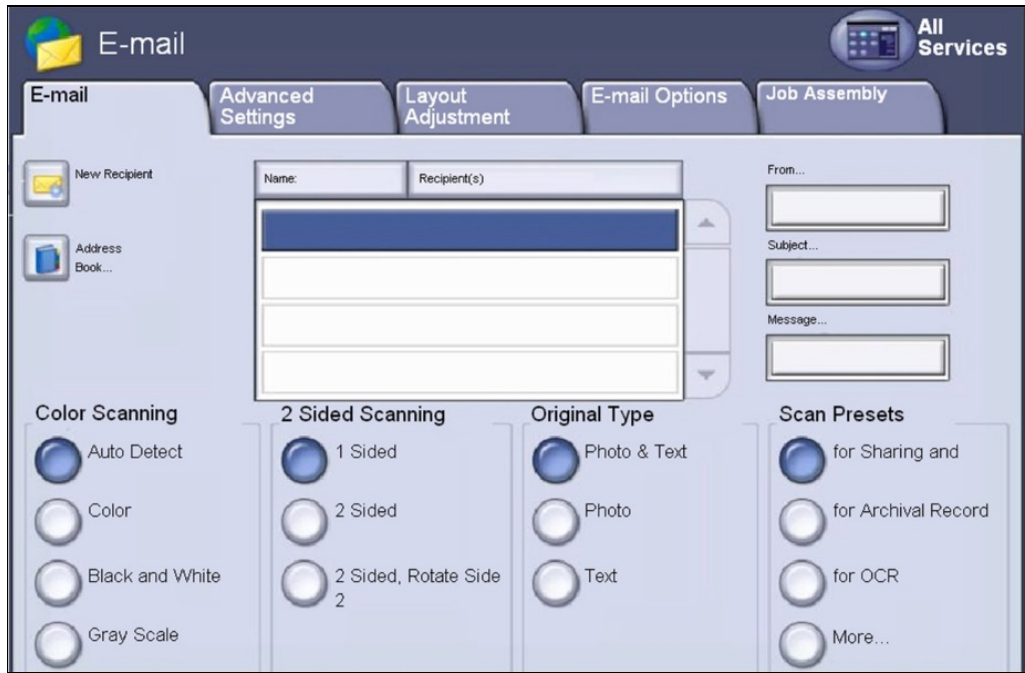 E-mail
All
Services
E-mail
Advanced
Settings
Layout
Adjustment
E-mail Options
Job Assembly
New Recipient
Address
Book...
Name:
Recipient(s)
From...
Subject...
Message...
Color Scanning
Auto Detect
Color
Black and White
Gray Scale
2 Sided Scanning
1 Sided
2 Sided
2 Sided, Rotate Side
2
Original Type
Photo & Text
Photo
Text
Scan Presets
for Sharing and
for Archival Record
for OCR
More...